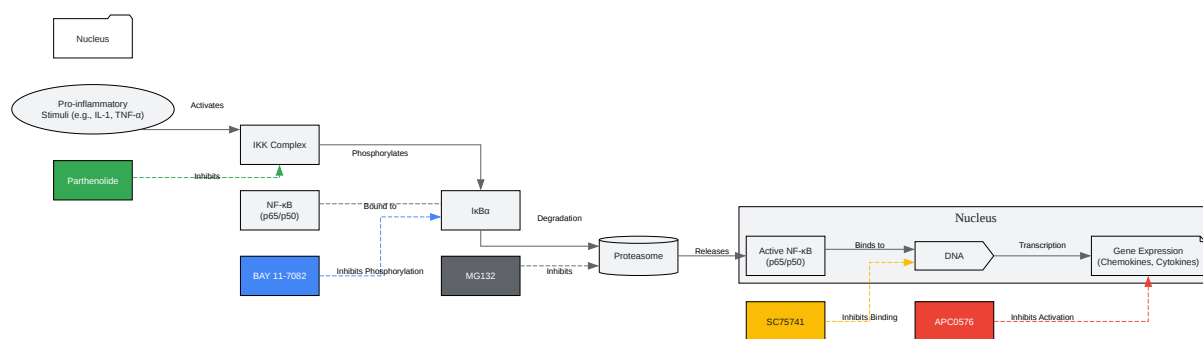 Nucleus
Pro-inflammatory
Stimuli (e.g., IL-1, TNF-α)
Activates
IKK Complex
Phosphorylates
Parthenolide
Inhibits
NF-κB
(p65/p50)
Bound to
IκBα
Degradation
BAY 11-7082
Inhibits Phosphorylation
MG132
Inhibits
Proteasome
Releases
Nucleus
Active NF-κB
(p65/p50)
Binds to
DNA
Transcription
Gene Expression
(Chemokines, Cytokines)
SC75741
Inhibits Binding
APC0576
Inhibits Activation